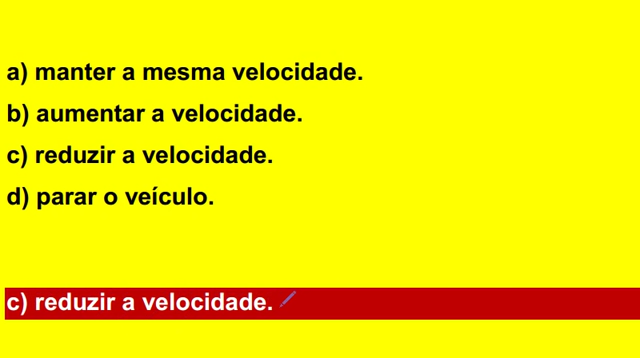 a) manter a mesma velocidade.
b) aumentar a velocidade.
c) reduzir a velocidade.
d) parar o veículo.
c) reduzir a velocidade.